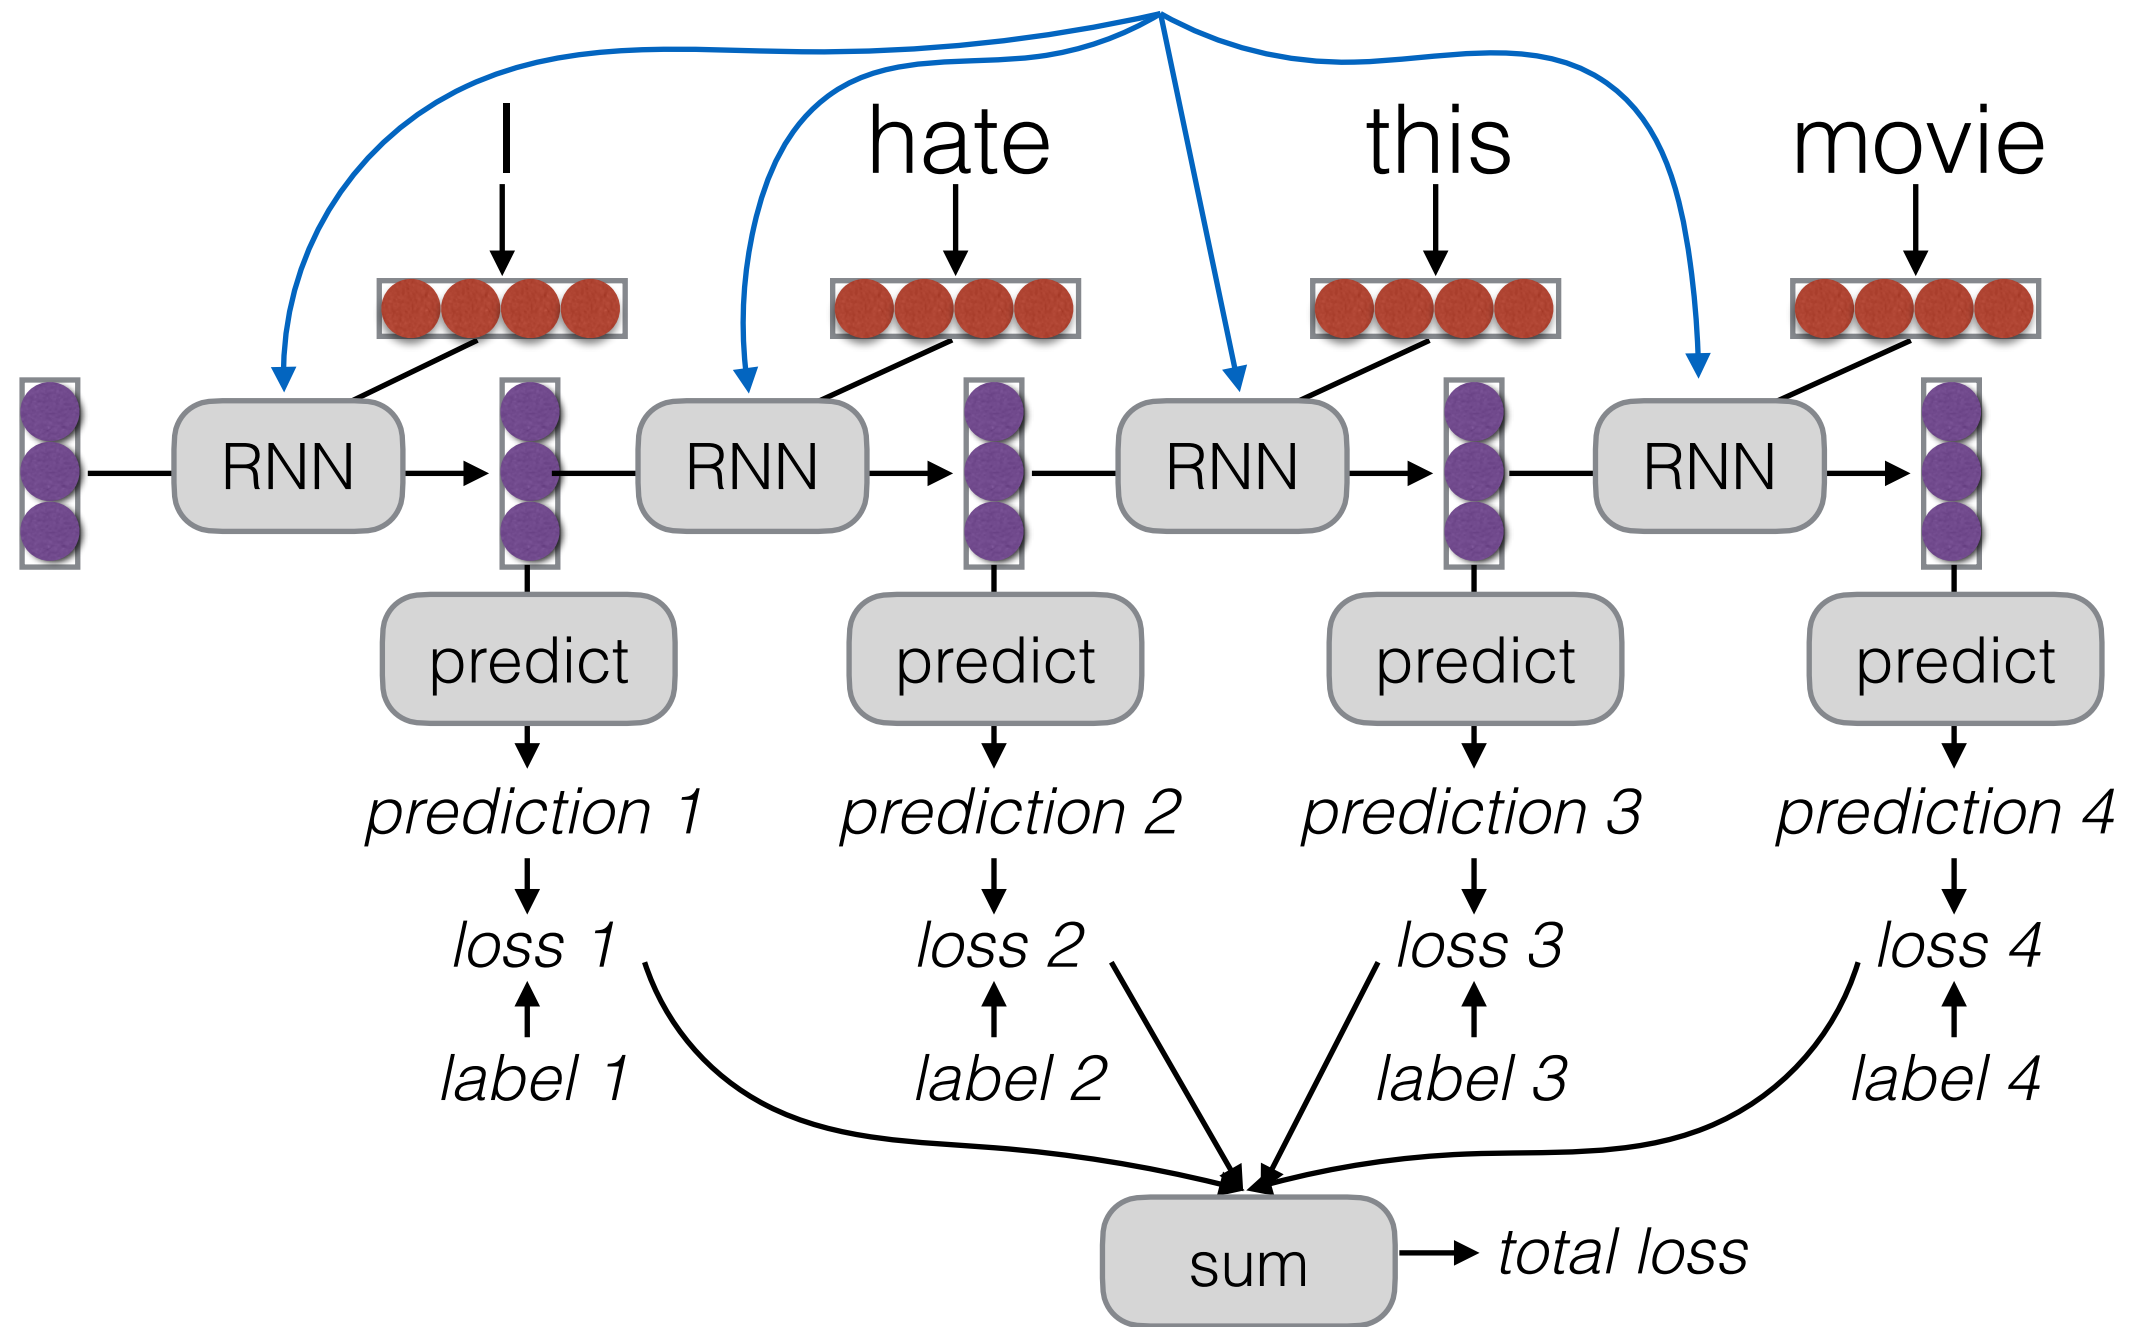 I hate this movie
RNN RNN RNN RNN
predict predict predict predict
prediction 1 prediction 2 prediction 3 prediction 4
loss 1 loss 2 loss 3 loss 4
label 1 label 2 label 3 label 4
sum total loss